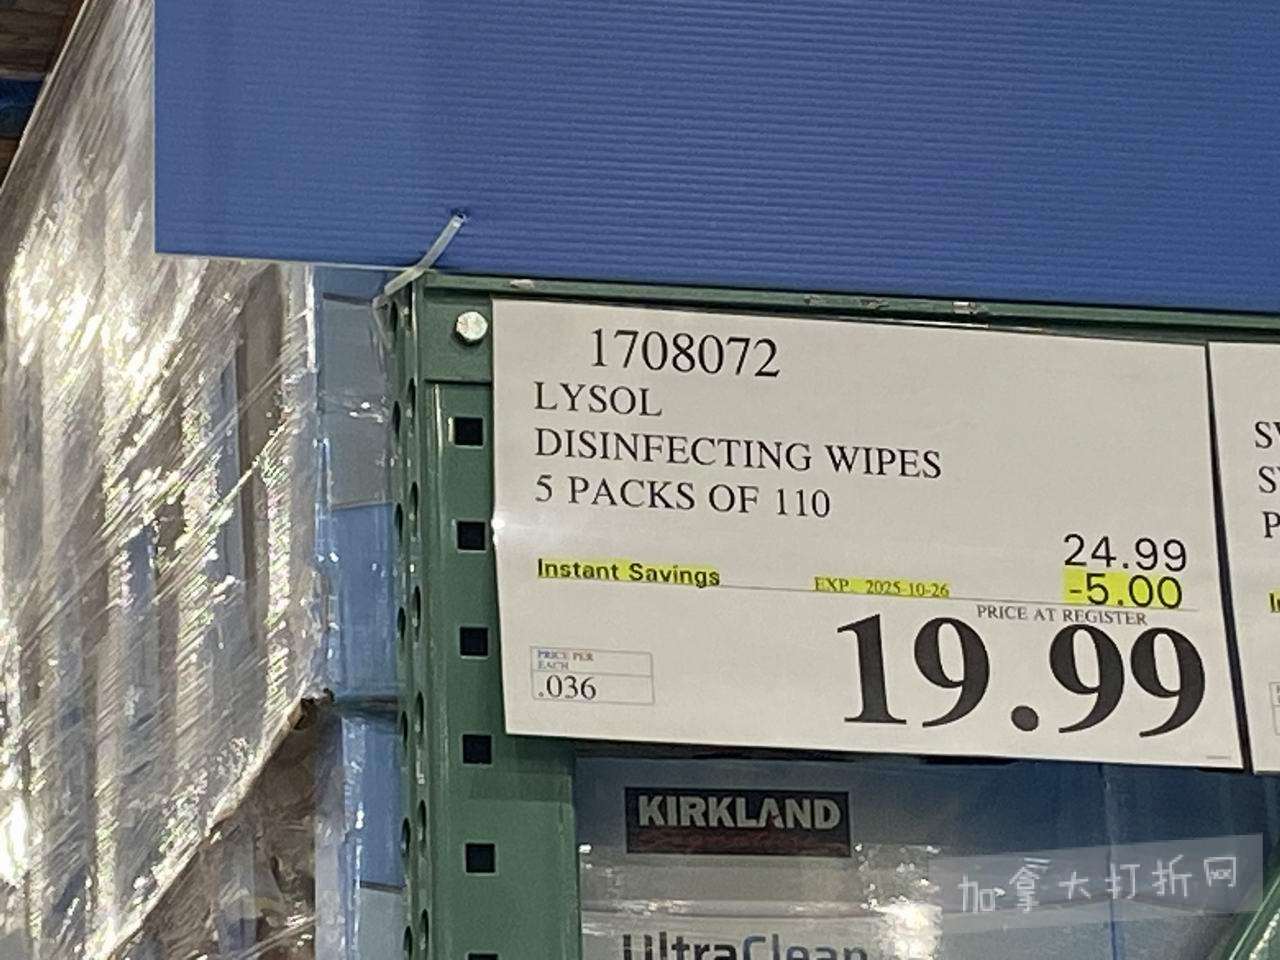 1708072
LYSOL
DISINFECTING WIPES
5 PACKS OF 110
24.99
Instant Savings EXP. 2025-10-26 -5.00
PRICE AT REGISTER
19.99
PRICE PER
EACH
.036
KIRKLAND
UltraClean
加拿大打折网